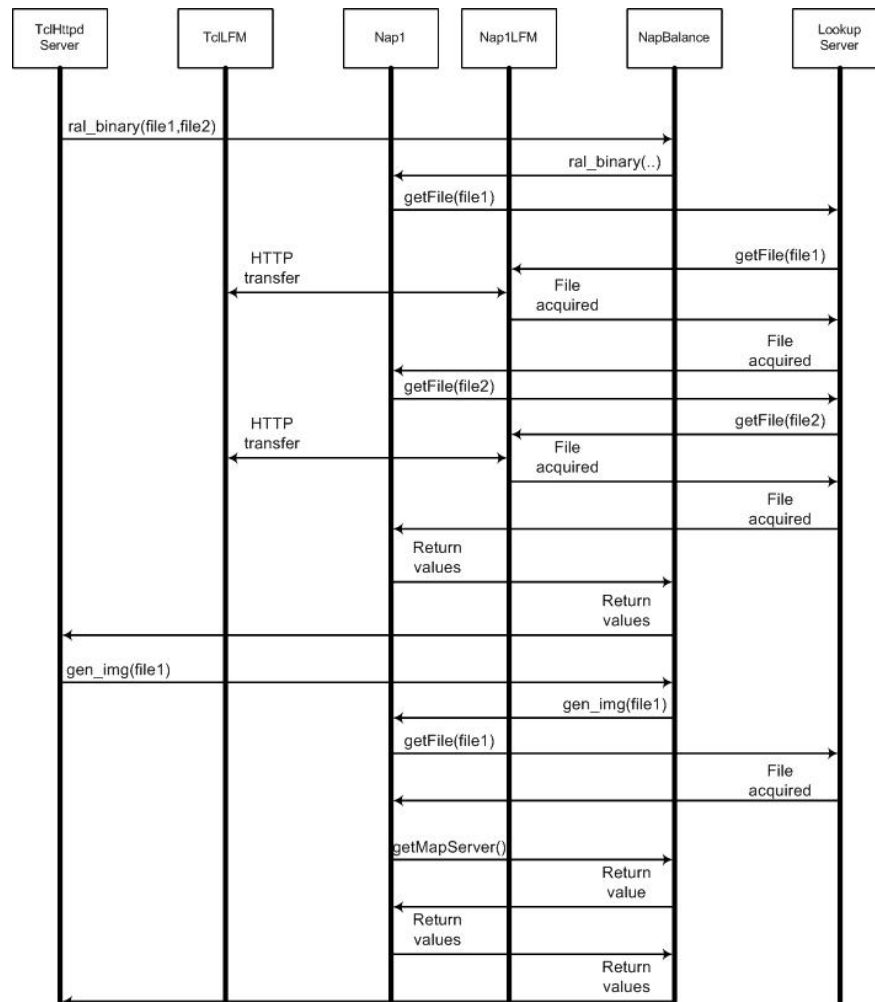 TclHttpd
Server
TclLFM
Nap1
Nap1LFM
NapBalance
Lookup
Server
ral_binary(file1,file2)
ral_binary(..)
getFile(file1)
getFile(file1)
HTTP
transfer
File
acquired
File
acquired
getFile(file2)
getFile(file2)
HTTP
transfer
File
acquired
File
acquired
Return
values
Return
values
gen_img(file1)
gen_img(file1)
getFile(file1)
File
acquired
getMapServer()
Return
value
Return
values
Return
values